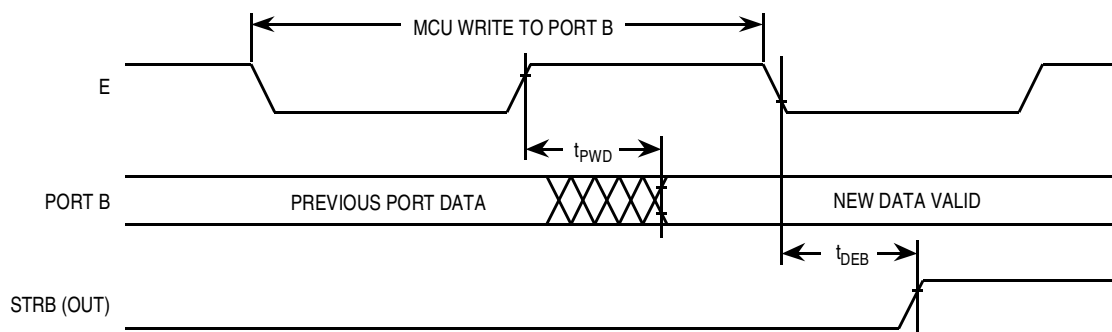 MCU WRITE TO PORT B
E
tPWD
PORT B
PREVIOUS PORT DATA
NEW DATA VALID
tDEB
STRB (OUT)